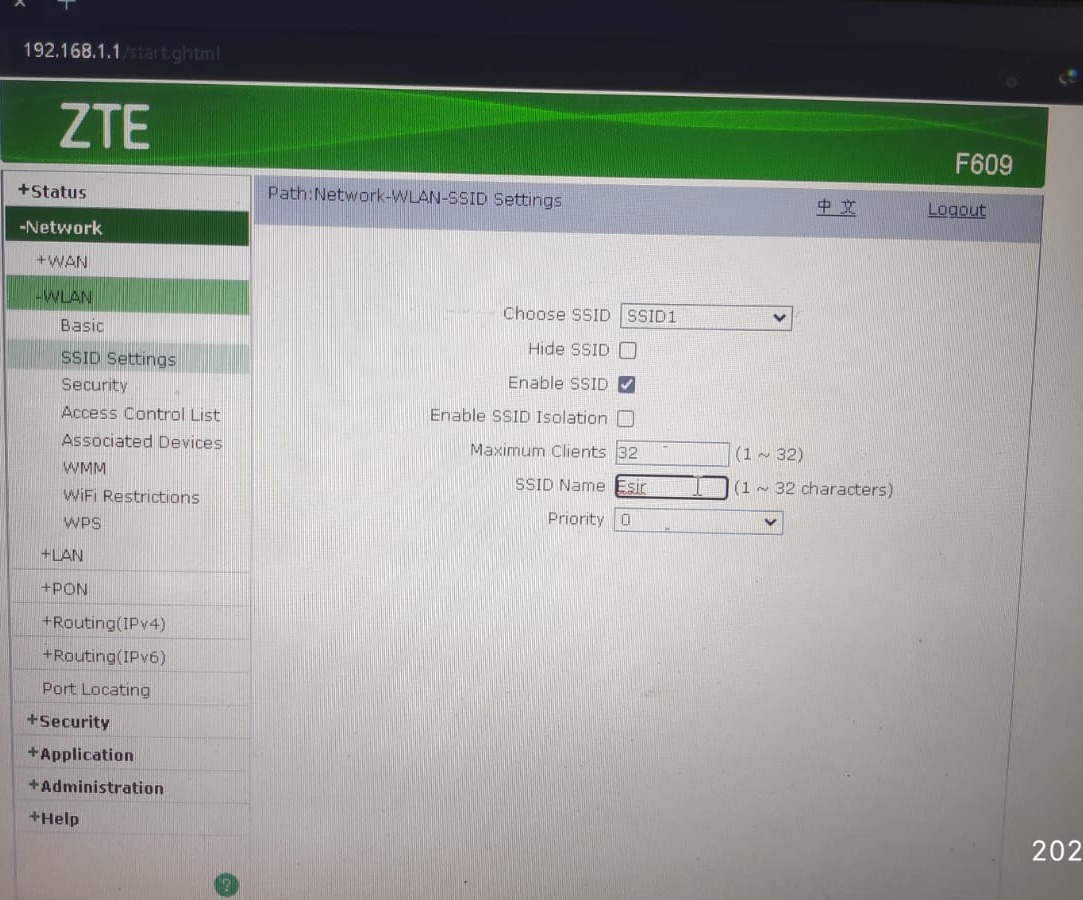 192.168.1.1/start.ghtml
ZTE
F609
+Status
Path:Network-WLAN-SSID Settings
中文
Logout
-Network
+WAN
-WLAN
Basic
SSID Settings
Security
Access Control List
Associated Devices
WMM
WiFi Restrictions
WPS
+LAN
+PON
+Routing(IPv4)
+Routing(IPv6)
Port Locating
+Security
+Application
+Administration
+Help
?
Choose SSID SSID1
Hide SSID
Enable SSID
Enable SSID Isolation
Maximum Clients 32 (1 ~ 32)
SSID Name Esir (1 ~ 32 characters)
Priority 0
202